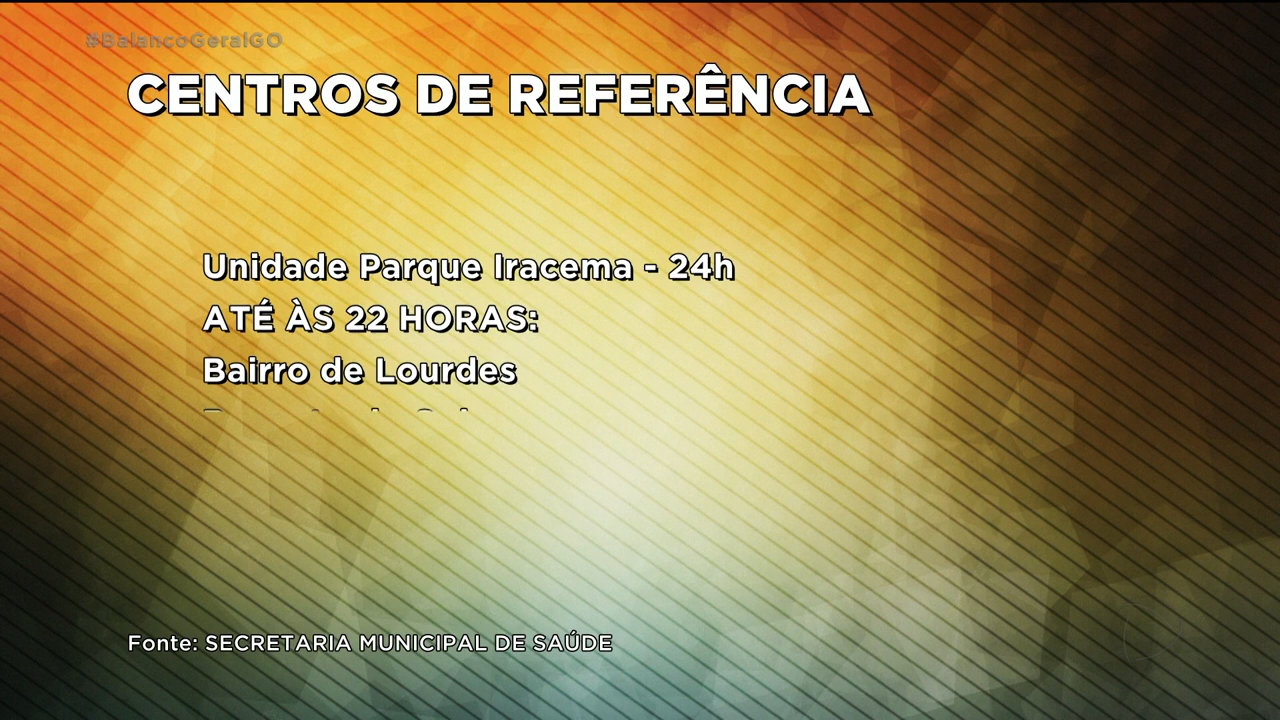 #BalancoGeralGO
CENTROS DE REFERÊNCIA
Unidade Parque Iracema - 24h
ATÉ ÀS 22 HORAS:
Bairro de Lourdes
Fonte: SECRETARIA MUNICIPAL DE SAÚDE